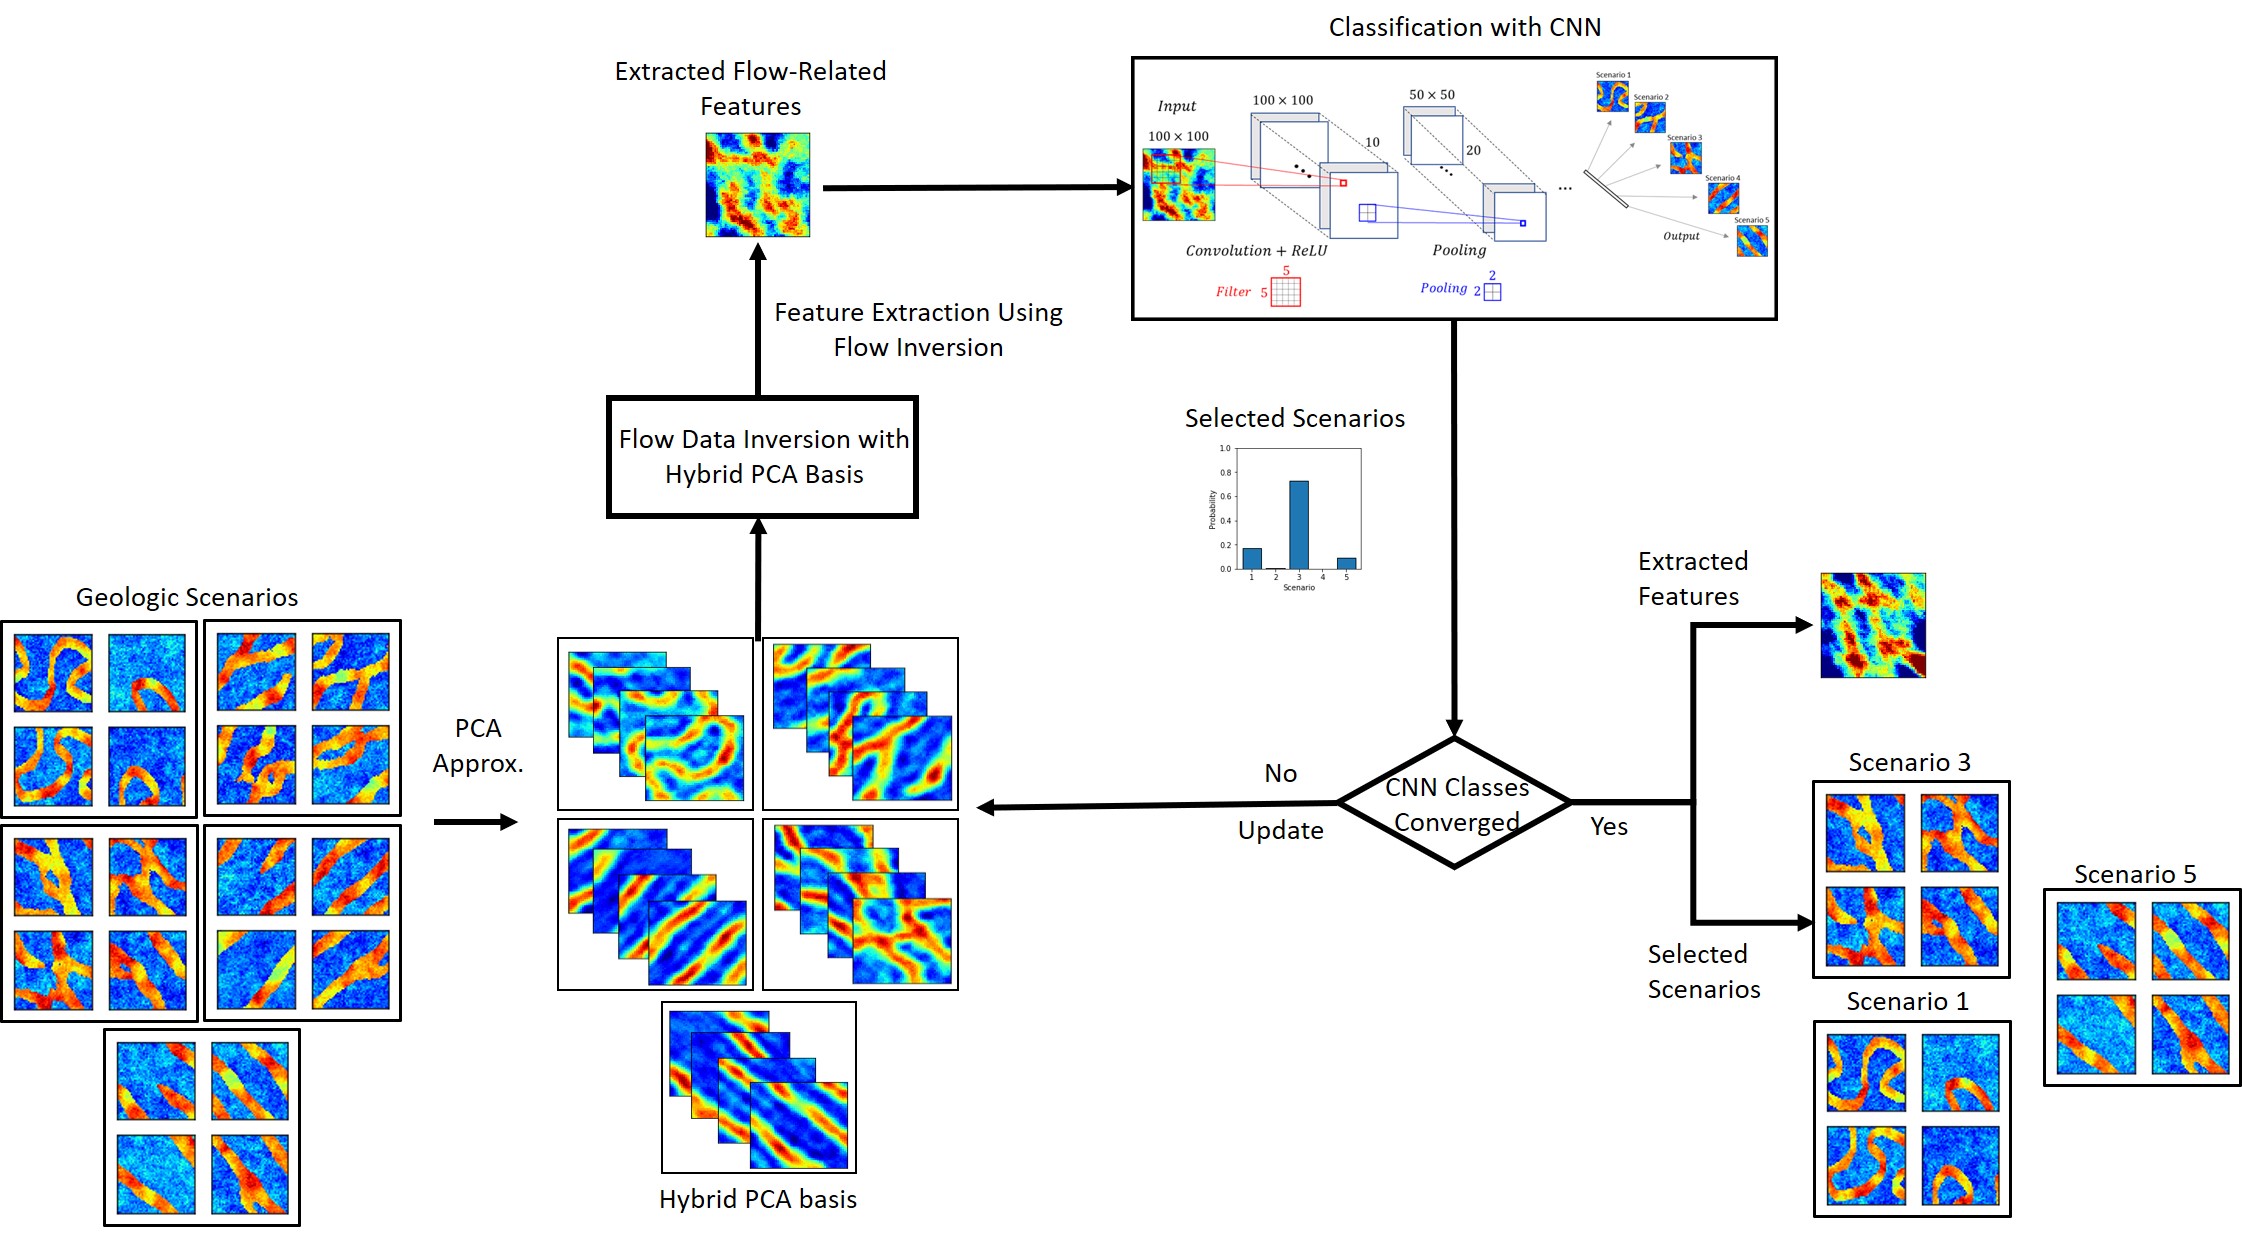 Classification with CNN
Extracted Flow-Related
Features
Input
100 × 100
100 × 100
10
50 × 50
20
...
Scenario 1
Scenario 2
Scenario 3
Scenario 4
Scenario 5
Output
Convolution + ReLU
Pooling
5
Filter 5
2
Pooling 2
Feature Extraction Using
Flow Inversion
Flow Data Inversion with
Hybrid PCA Basis
Selected Scenarios
1.0
0.8
0.6
0.4
0.2
0.0
Probability
1 2 3 4 5
Scenario
Geologic Scenarios
PCA
Approx.
Hybrid PCA basis
No
Update
CNN Classes
Converged
Yes
Extracted
Features
Selected
Scenarios
Scenario 3
Scenario 5
Scenario 1